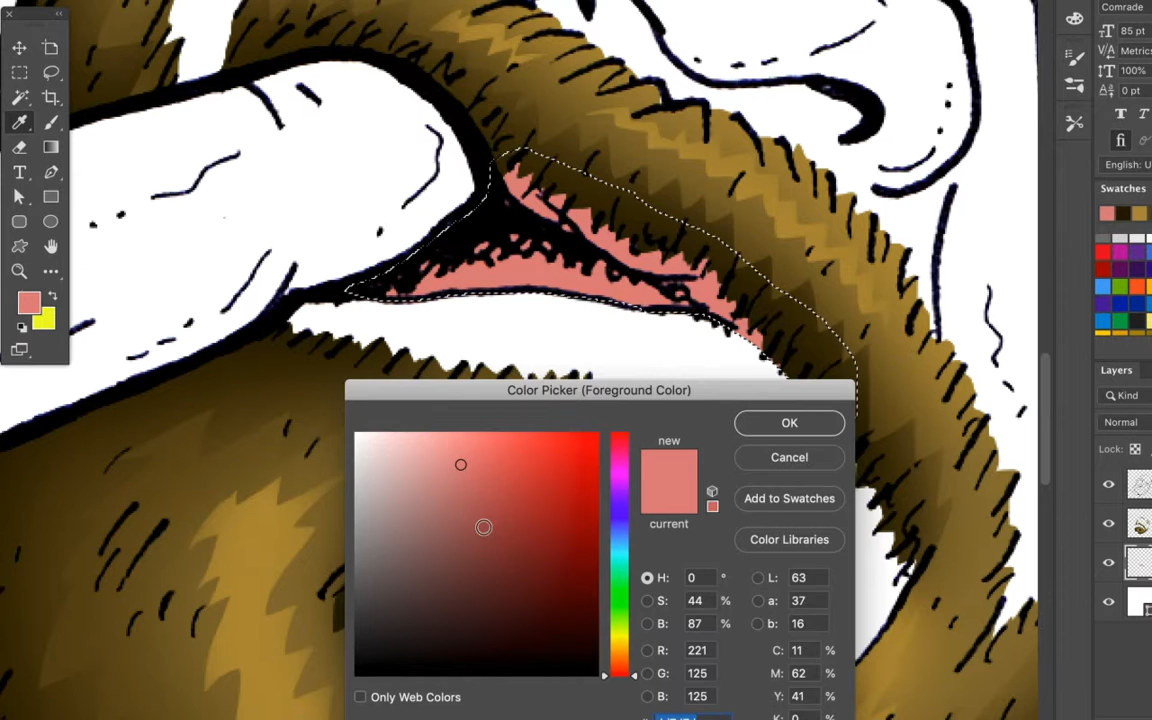 Comrade
85 pt
Metrics
100%
0 pt
T T
fi
English: U
Swatches
Layers
Kind
Normal
Lock:
Color Picker (Foreground Color)
new
current
OK
Cancel
Add to Swatches
Color Libraries
H: 0 °
S: 44 %
B: 87 %
R: 221
G: 125
B: 125
L: 63
a: 37
b: 16
C: 11 %
M: 62 %
Y: 41 %
K: 0
Only Web Colors